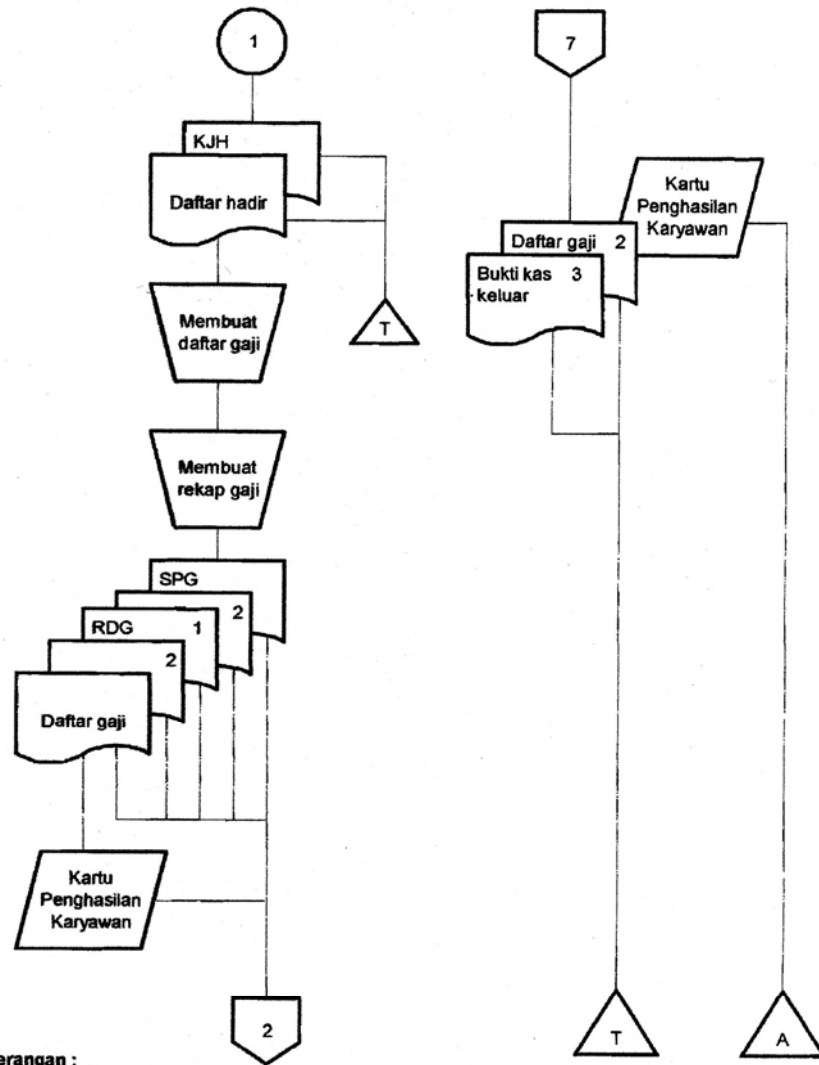 1
KJH
Daftar hadir
T
Membuat
daftar gaji
Membuat
rekap gaji
SPG
2
RDG 1
2
Daftar gaji
Kartu
Penghasilan
Karyawan
2
7
Kartu
Penghasilan
Karyawan
Daftar gaji 2
Bukti kas 3
keluar
T
A
erangan :